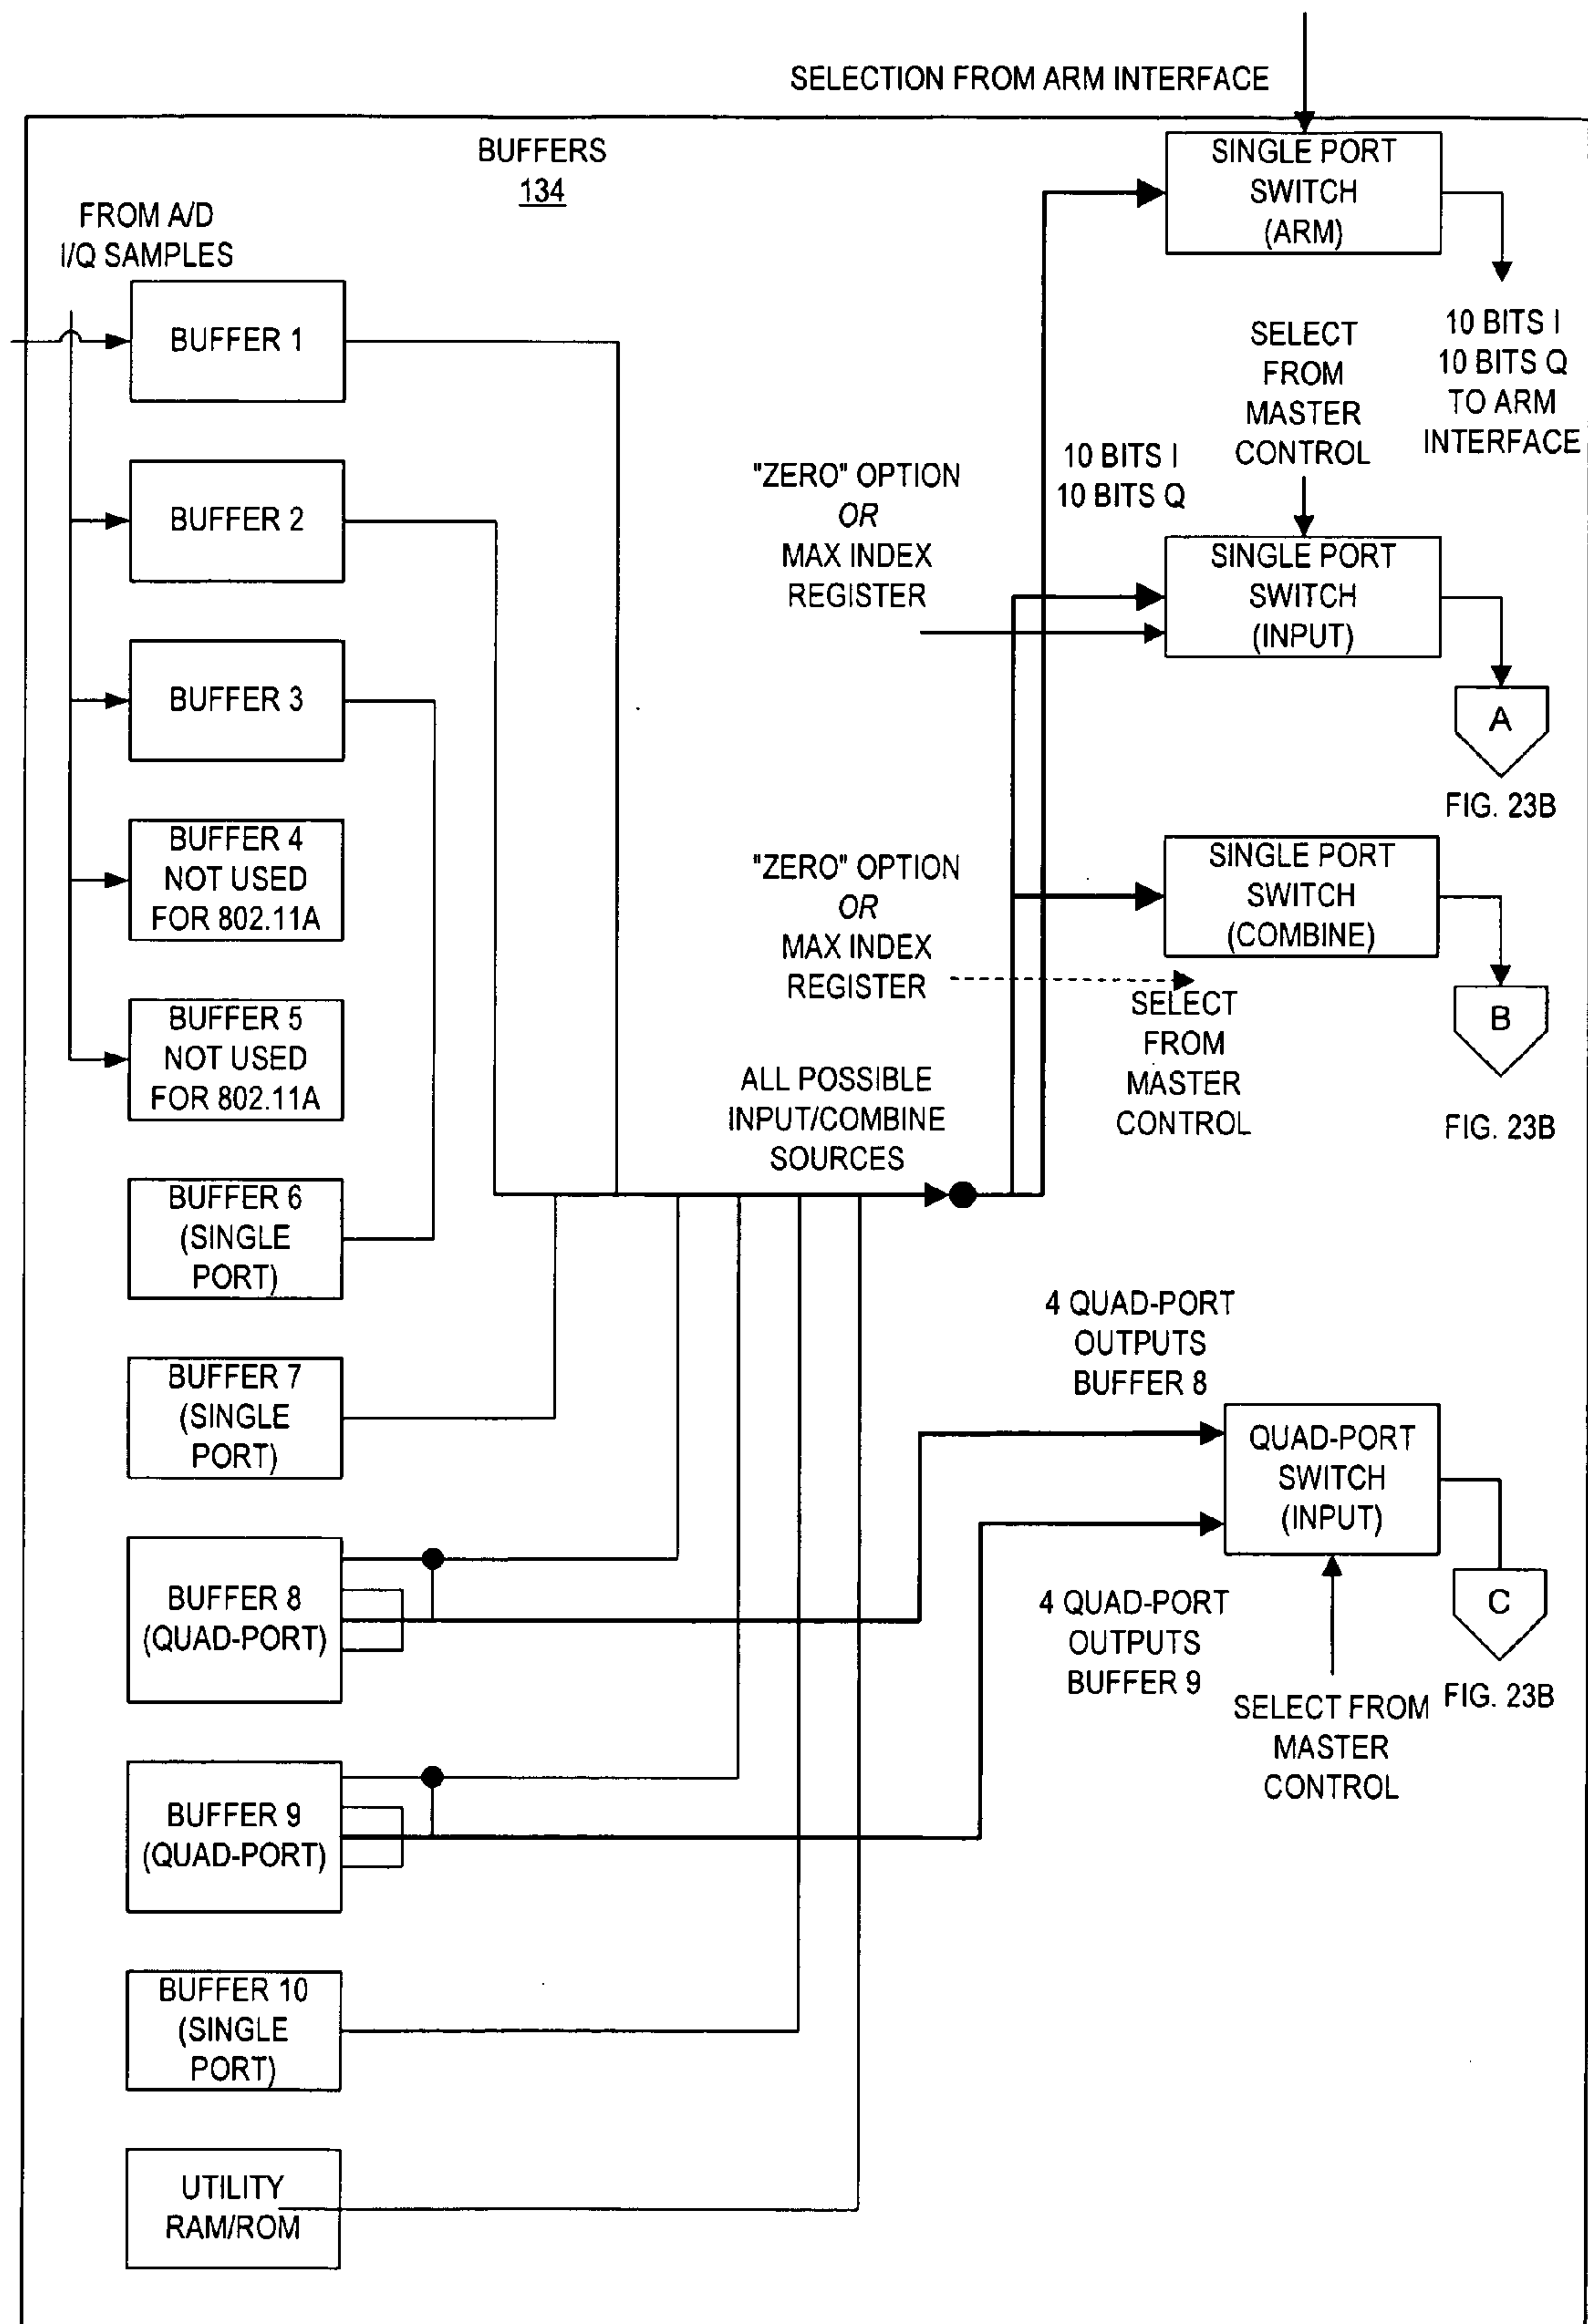 SELECTION FROM ARM INTERFACE
BUFFERS
134
FROM A/D
I/Q SAMPLES
BUFFER 1
BUFFER 2
BUFFER 3
BUFFER 4
NOT USED
FOR 802.11A
BUFFER 5
NOT USED
FOR 802.11A
BUFFER 6
(SINGLE
PORT)
BUFFER 7
(SINGLE
PORT)
BUFFER 8
(QUAD-PORT)
BUFFER 9
(QUAD-PORT)
BUFFER 10
(SINGLE
PORT)
UTILITY
RAM/ROM
"ZERO" OPTION
OR
MAX INDEX
REGISTER
"ZERO" OPTION
OR
MAX INDEX
REGISTER
ALL POSSIBLE
INPUT/COMBINE
SOURCES
SINGLE PORT
SWITCH
(ARM)
10 BITS I
10 BITS Q
TO ARM
INTERFACE
SELECT
FROM
MASTER
CONTROL
10 BITS I
10 BITS Q
SINGLE PORT
SWITCH
(INPUT)
A
FIG. 23B
SINGLE PORT
SWITCH
(COMBINE)
SELECT
FROM
MASTER
CONTROL
B
FIG. 23B
4 QUAD-PORT
OUTPUTS
BUFFER 8
QUAD-PORT
SWITCH
(INPUT)
4 QUAD-PORT
OUTPUTS
BUFFER 9
C
FIG. 23B
SELECT FROM
MASTER
CONTROL